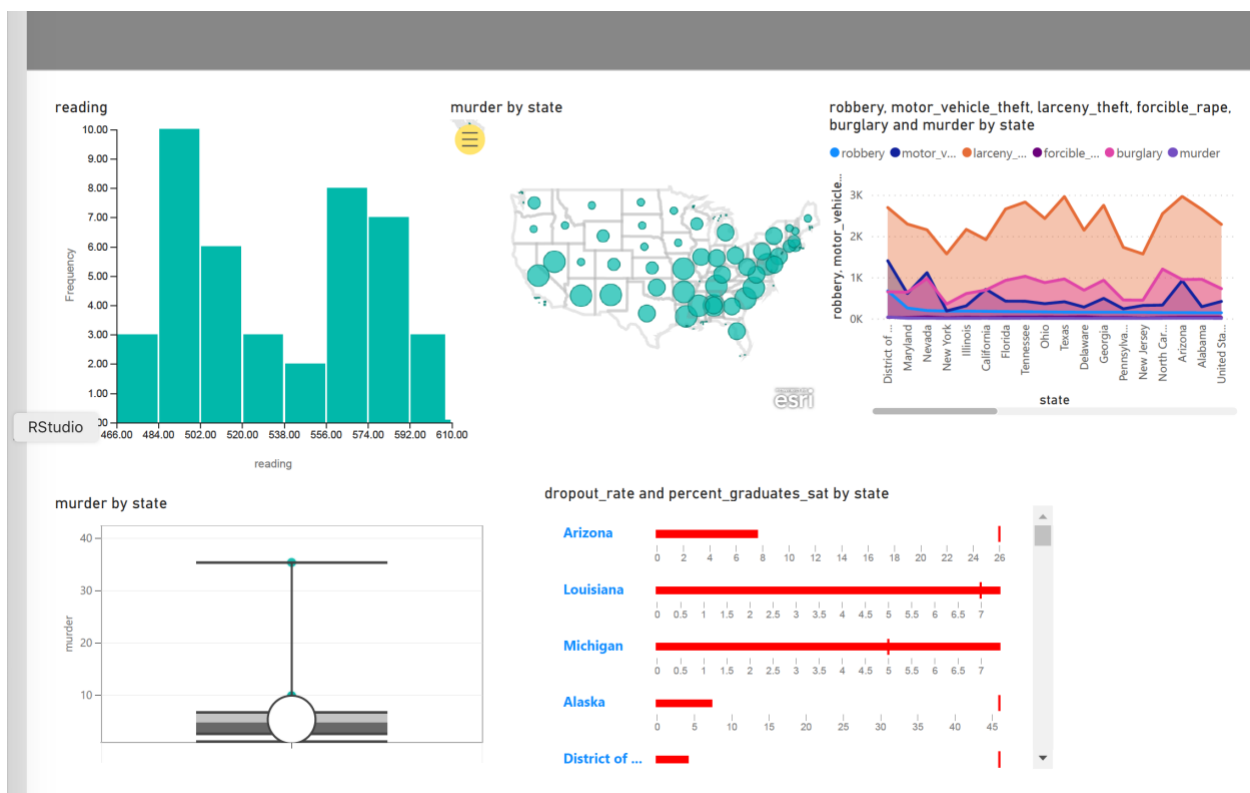 reading
10.00
9.00
8.00
7.00
6.00
5.00
4.00
3.00
2.00
1.00
Frequency
466.00 484.00 502.00 520.00 538.00 556.00 574.00 592.00 610.00
reading
RStudio
murder by state
esri
robbery, motor_vehicle_theft, larceny_theft, forcible_rape,
burglary and murder by state
robbery motor_v... larceny_... forcible_... burglary murder
robbery, motor_vehicle...
3K
2K
1K
0K
District of ...
Maryland
Nevada
New York
Illinois
California
Florida
Tennessee
Ohio
Texas
Delaware
Georgia
Pennsylva...
New Jersey
North Car...
Arizona
Alabama
United Sta...
state
murder by state
40
30
20
10
murder
dropout_rate and percent_graduates_sat by state
Arizona
0 2 4 6 8 10 12 14 16 18 20 22 24 26
Louisiana
0 0.5 1 1.5 2 2.5 3 3.5 4 4.5 5 5.5 6 6.5 7
Michigan
0 0.5 1 1.5 2 2.5 3 3.5 4 4.5 5 5.5 6 6.5 7
Alaska
0 5 10 15 20 25 30 35 40 45
District of ...